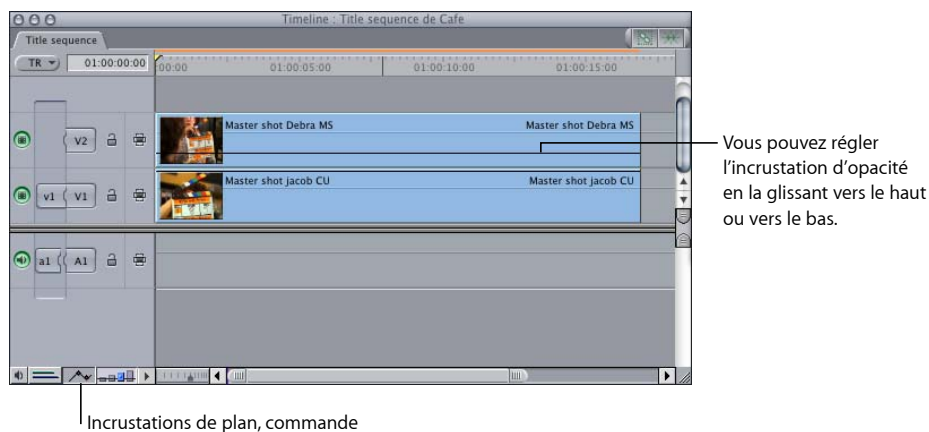 Timeline : Title sequence de Cafe
Title sequence
TR 01:00:00:00 :00:00 01:00:05:00 01:00:10:00 01:00:15:00
V2 Master shot Debra MS Master shot Debra MS
v1 V1 Master shot jacob CU Master shot jacob CU
a1 A1
Vous pouvez régler
l'incrustation d'opacité
en la glissant vers le haut
ou vers le bas.
Incrustations de plan, commande